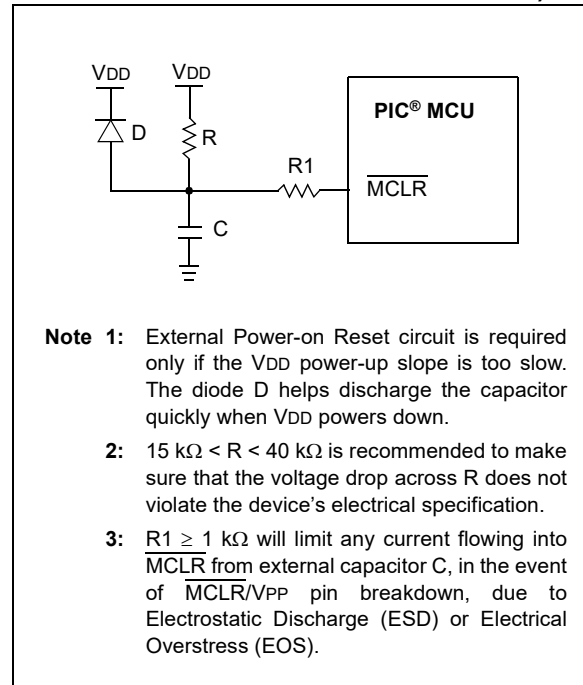 VDD VDD
PIC® MCU
D
R
R1
MCLR
C
Note 1: External Power-on Reset circuit is required
only if the VDD power-up slope is too slow.
The diode D helps discharge the capacitor
quickly when VDD powers down.
2: 15 kΩ < R < 40 kΩ is recommended to make
sure that the voltage drop across R does not
violate the device's electrical specification.
3: R1 ≥ 1 kΩ will limit any current flowing into
MCLR from external capacitor C, in the event
of MCLR/VPP pin breakdown, due to
Electrostatic Discharge (ESD) or Electrical
Overstress (EOS).